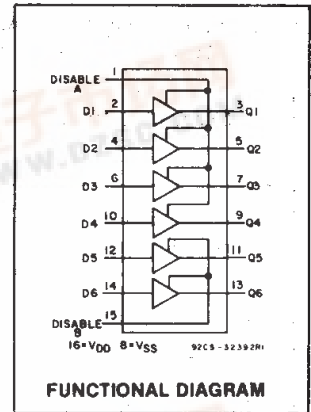 DISABLE A 1
D1 2 3 Q1
D2 4 5 Q2
D3 6 7 Q3
D4 10 9 Q4
D5 12 11 Q5
D6 14 13 Q6
DISABLE B 15
16=VDD 8=VSS 92CS-32392RI
FUNCTIONAL DIAGRAM